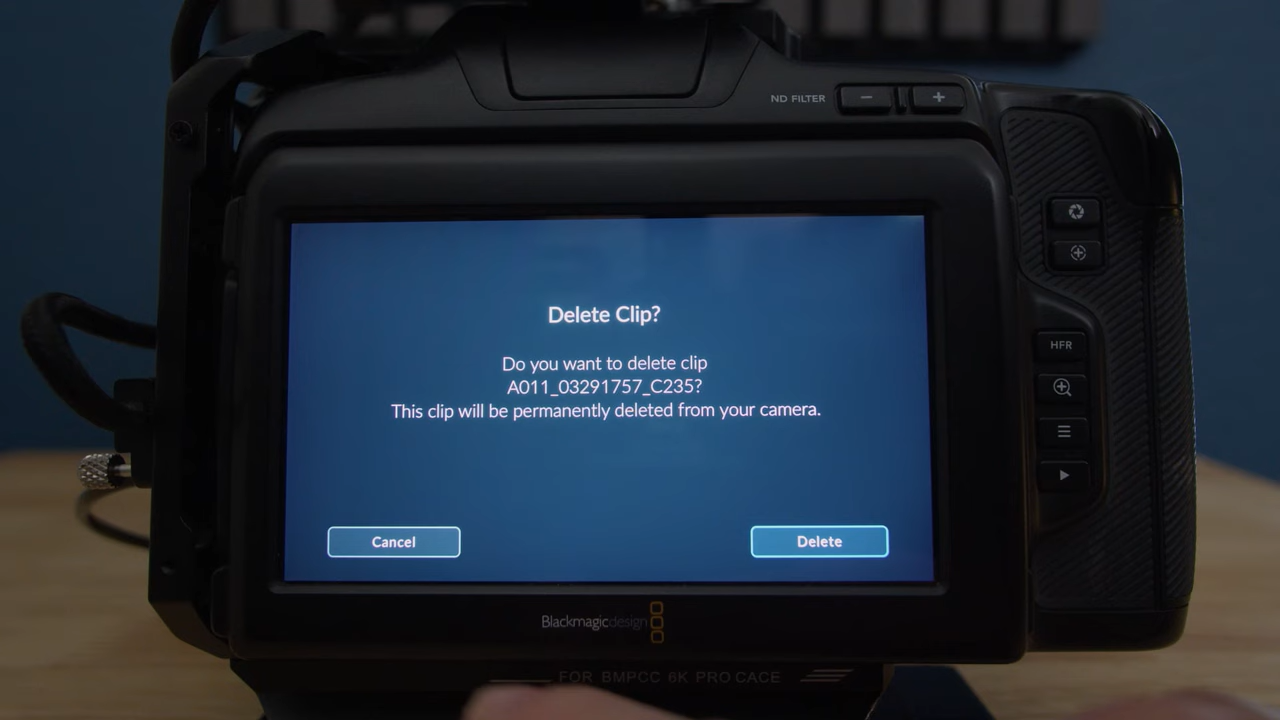 ND FILTER
Delete Clip?
Do you want to delete clip
A011_03291757_C235?
This clip will be permanently deleted from your camera.
HFR
Cancel
Delete
Blackmagicdesign
FOR BMPCC 6K PRO CACE